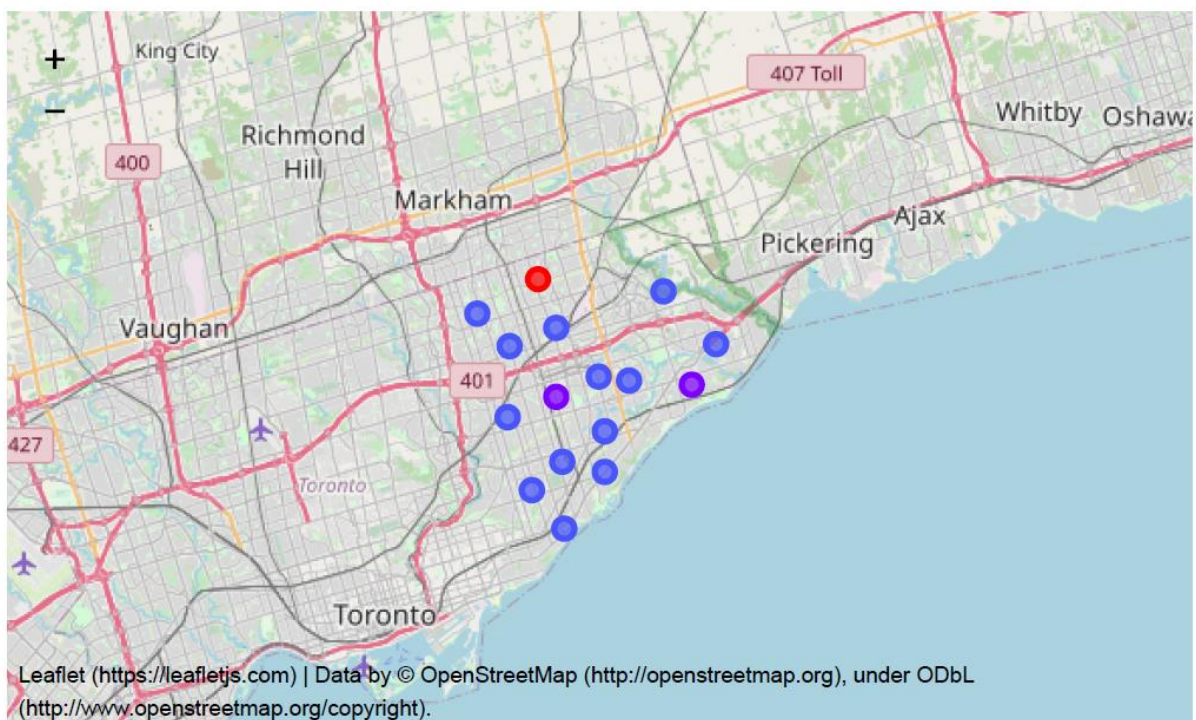 +
King City
−
407 Toll
Whitby
Oshawa
Richmond
Hill
400
Markham
Ajax
Pickering
Vaughan
401
427
Toronto
Toronto
Leaflet (https://leafletjs.com) | Data by © OpenStreetMap (http://openstreetmap.org), under ODbL
(http://www.openstreetmap.org/copyright).